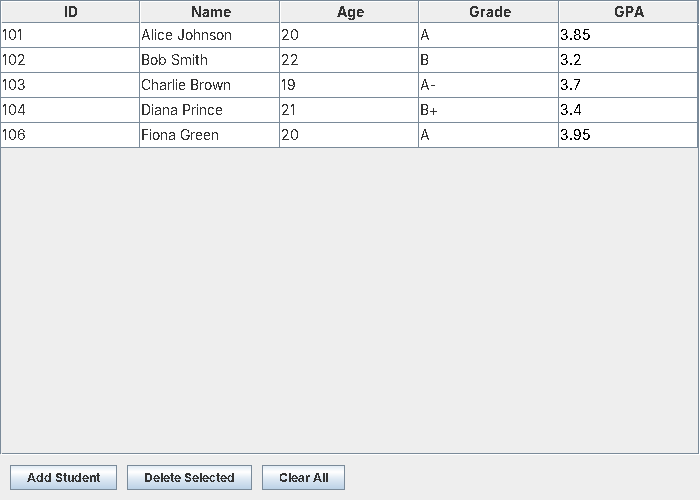 ID Name Age Grade GPA
101 Alice Johnson 20 A 3.85
102 Bob Smith 22 B 3.2
103 Charlie Brown 19 A- 3.7
104 Diana Prince 21 B+ 3.4
106 Fiona Green 20 A 3.95
Add Student Delete Selected Clear All